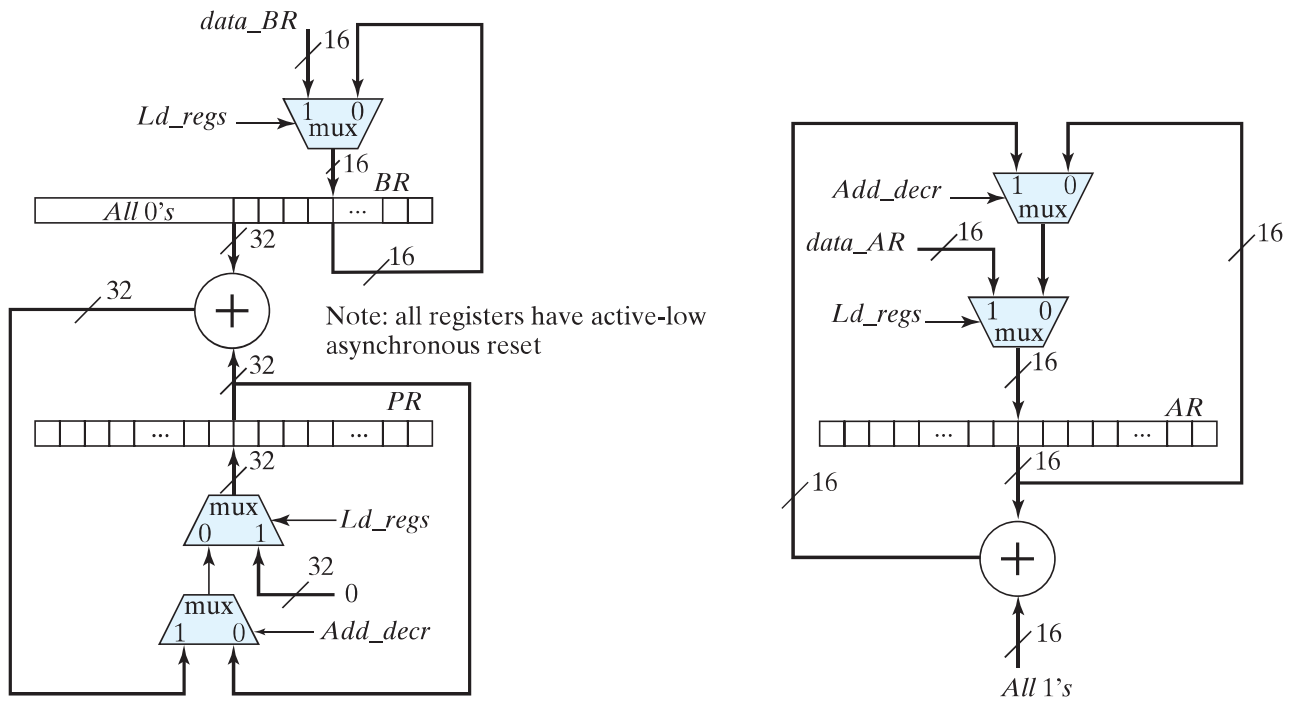 data_BR
16
1 0
mux
Ld_regs
16
BR
All 0's
...
32
16
32
Note: all registers have active-low
asynchronous reset
32
PR
...
...
32
mux
0 1
Ld_regs
32
0
mux
1 0
Add_decr
1 0
mux
Add_decr
data_AR
16
16
1 0
mux
Ld_regs
16
AR
...
...
16
16
16
All 1's